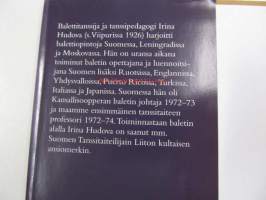 Balettitanssija ja tanssipedagogi Irina
Hudova (s.Viipurissa 1926) harjoitti
balettiopintoja Suomessa, Leningradissa
ja Moskovassa. Hän on uransa aikana
toiminut baletin opettajana ja luennoitsi-
jana Suomen lisäksi Ruotsissa, Englannissa,
Yhdysvalloissa, Puerto Ricossa, Turkissa,
Italiassa ja Japanissa. Suomessa hän oli
Kansallisoopperan baletin johtaja 1972–73
ja maamme ensimmäinen tanssitaiteen
professori 1972–74. Toiminnastaan baletin
alalla Irina Hudova on saanut mm.
Suomen Tanssitaiteilijain Liiton kultaisen
ansiomerkin.